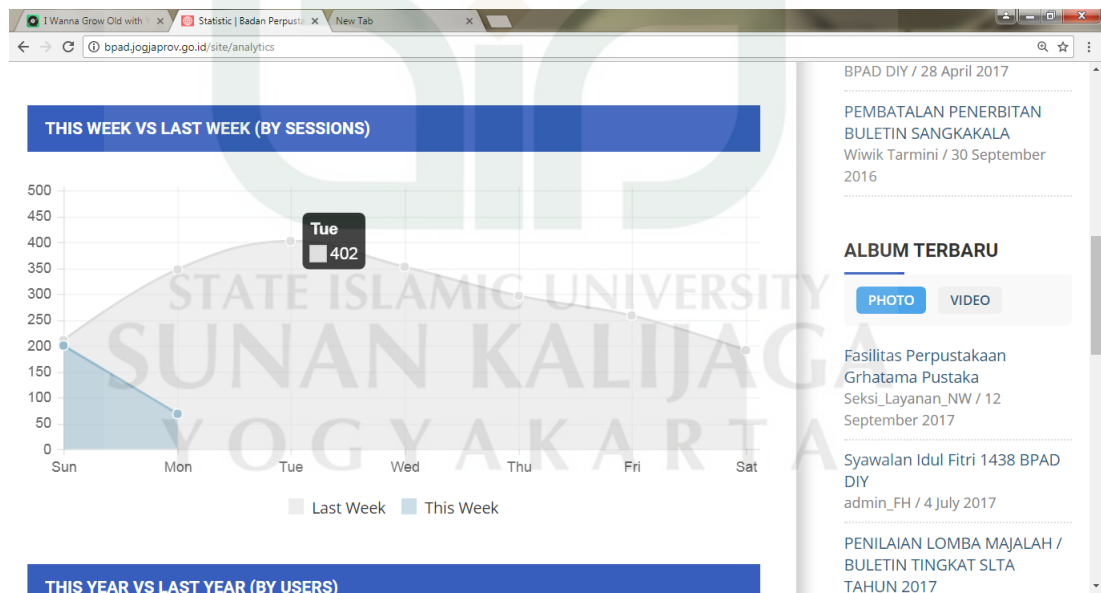 I Wanna Grow Old with Y
Statistic | Badan Perpusta
New Tab
bpad.jogjaprov.go.id/site/analytics
THIS WEEK VS LAST WEEK (BY SESSIONS)
500
450
400
350
300
250
200
150
100
50
0
Tue
402
Sun Mon Tue Wed Thu Fri Sat
Last Week This Week
THIS YEAR VS LAST YEAR (BY USERS)
BPAD DIY / 28 April 2017
PEMBATALAN PENERBITAN
BULETIN SANGKAKALA
Wiwik Tarmini / 30 September
2016
ALBUM TERBARU
PHOTO VIDEO
Fasilitas Perpustakaan
Grhatama Pustaka
Seksi_Layanan_NW / 12
September 2017
Syawalan Idul Fitri 1438 BPAD
DIY
admin_FH / 4 July 2017
PENILAIAN LOMBA MAJALAH /
BULETIN TINGKAT SLTA
TAHUN 2017
STATE ISLAMIC UNIVERSITY
SUNAN KALIJAGA
YOGYAKARTA